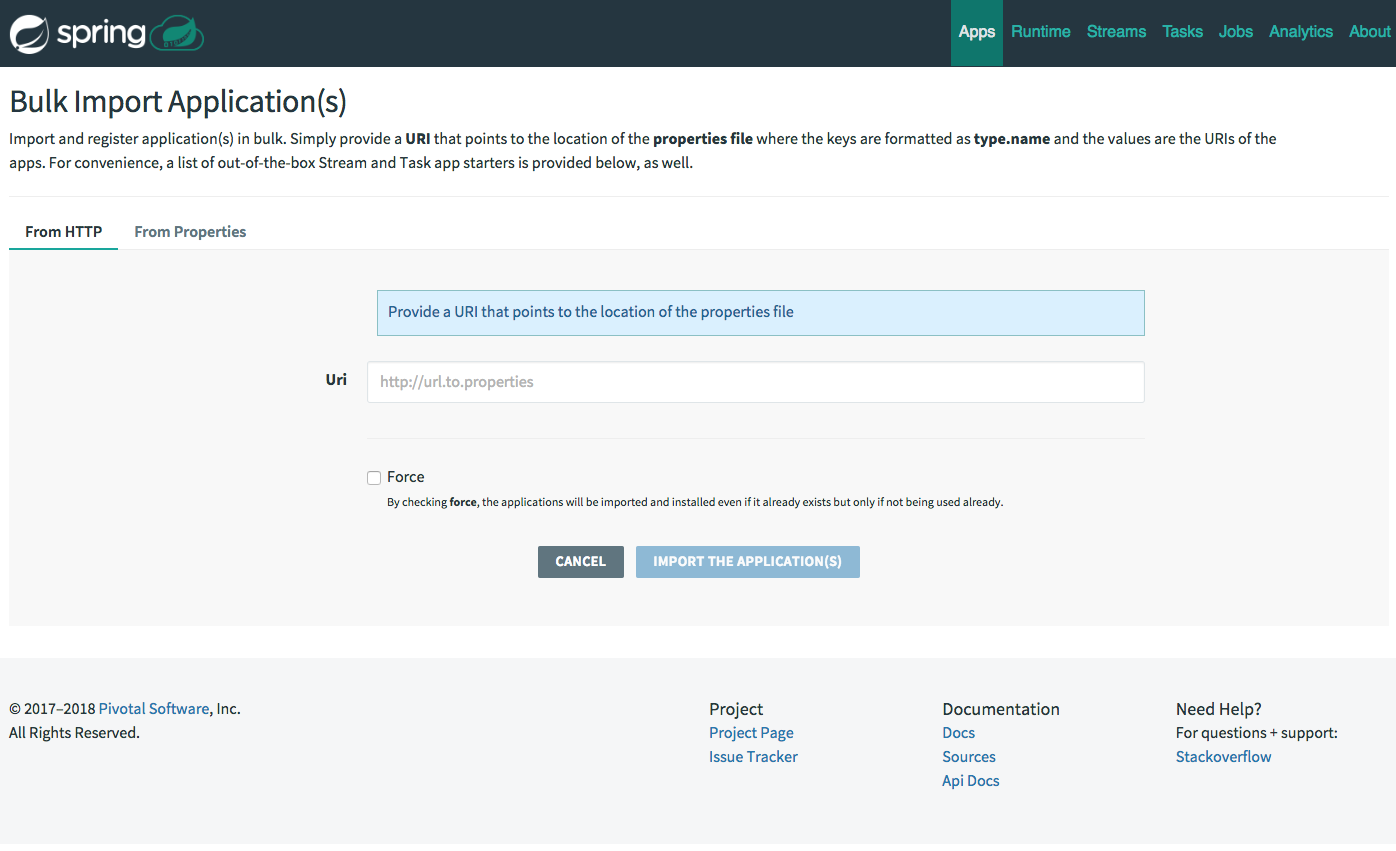 spring
Apps Runtime Streams Tasks Jobs Analytics About
Bulk Import Application(s)
Import and register application(s) in bulk. Simply provide a URI that points to the location of the properties file where the keys are formatted as type.name and the values are the URIs of the
apps. For convenience, a list of out-of-the-box Stream and Task app starters is provided below, as well.
From HTTP From Properties
Provide a URI that points to the location of the properties file
Uri
http://url.to.properties
Force
By checking force, the applications will be imported and installed even if it already exists but only if not being used already.
CANCEL IMPORT THE APPLICATION(S)
© 2017–2018 Pivotal Software, Inc.
All Rights Reserved.
Project
Project Page
Issue Tracker
Documentation
Docs
Sources
Api Docs
Need Help?
For questions + support:
Stackoverflow